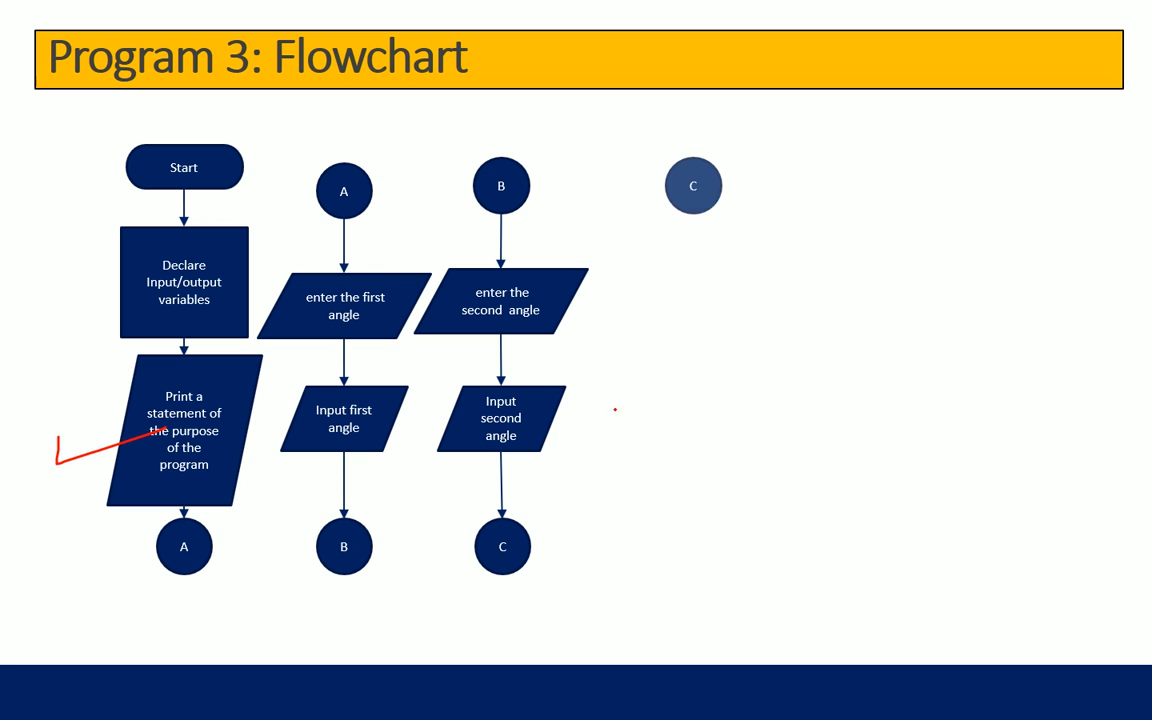 Program 3: Flowchart
Start
Declare
Input/output
variables
Print a
statement of
the purpose
of the
program
A
A
enter the first
angle
Input first
angle
B
B
enter the
second angle
Input
second
angle
C
C